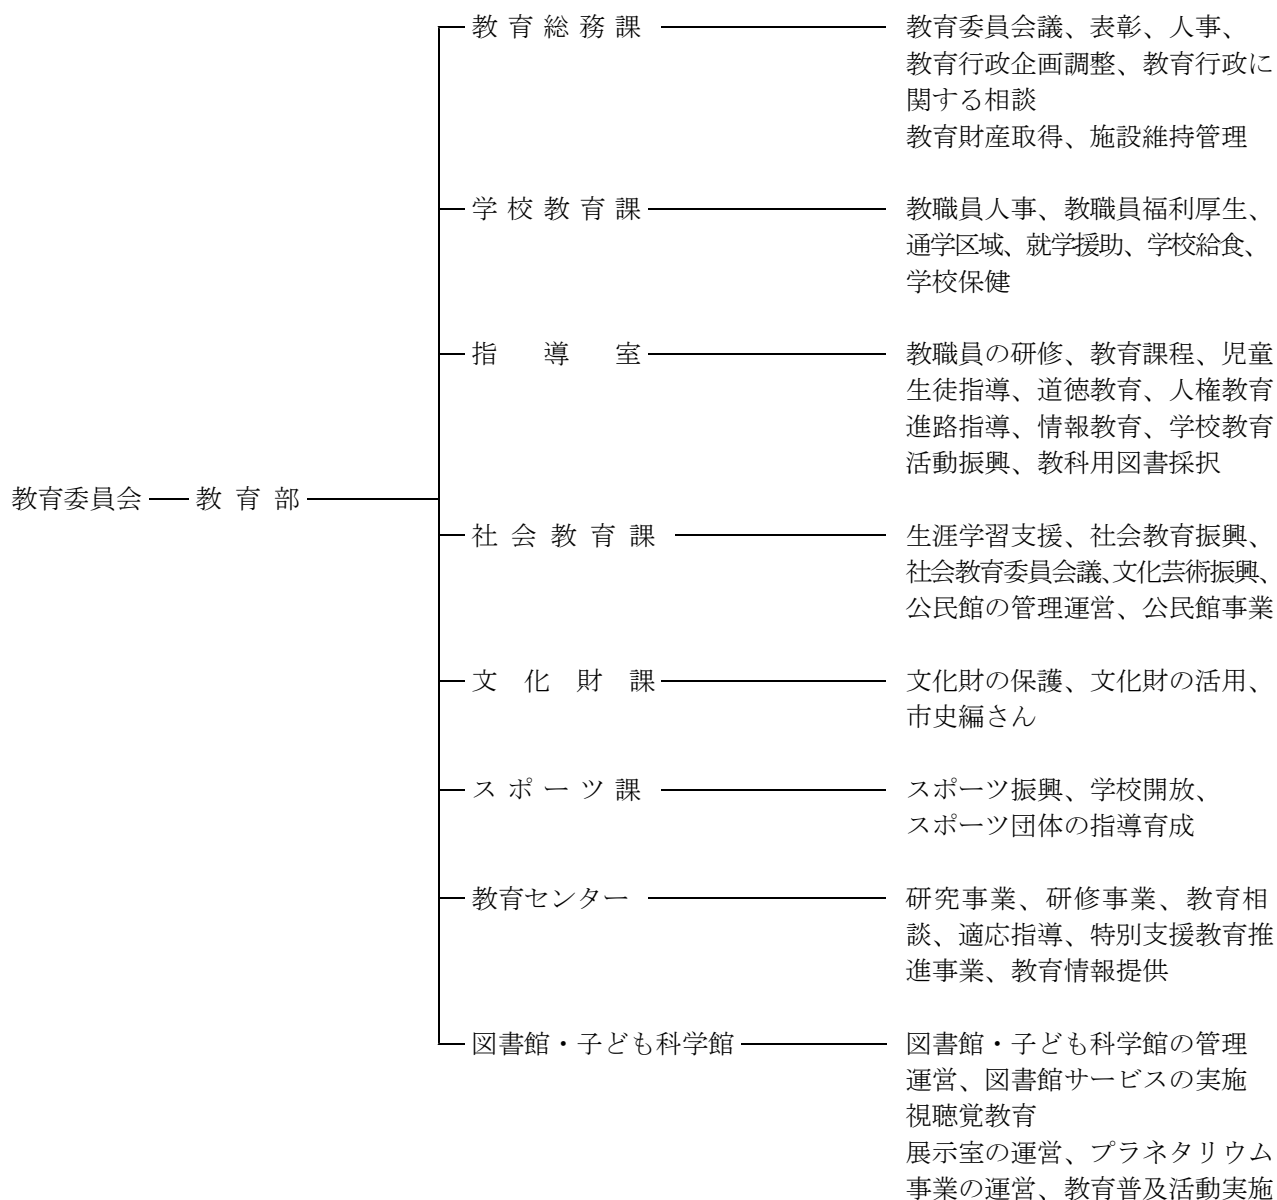 教育総務課
教育委員会議、表彰、人事、
教育行政企画調整、教育行政に
関する相談
教育財産取得、施設維持管理
学校教育課
教職員人事、教職員福利厚生、
通学区域、就学援助、学校給食、
学校保健
指導室
教職員の研修、教育課程、児童
生徒指導、道徳教育、人権教育
進路指導、情報教育、学校教育
活動振興、教科用図書採択
教育委員会
教育部
社会教育課
生涯学習支援、社会教育振興、
社会教育委員会議、文化芸術振興、
公民館の管理運営、公民館事業
文化財課
文化財の保護、文化財の活用、
市史編さん
スポーツ課
スポーツ振興、学校開放、
スポーツ団体の指導育成
教育センター
研究事業、研修事業、教育相
談、適応指導、特別支援教育推
進事業、教育情報提供
図書館・子ども科学館
図書館・子ども科学館の管理
運営、図書館サービスの実施
視聴覚教育
展示室の運営、プラネタリウム
事業の運営、教育普及活動実施